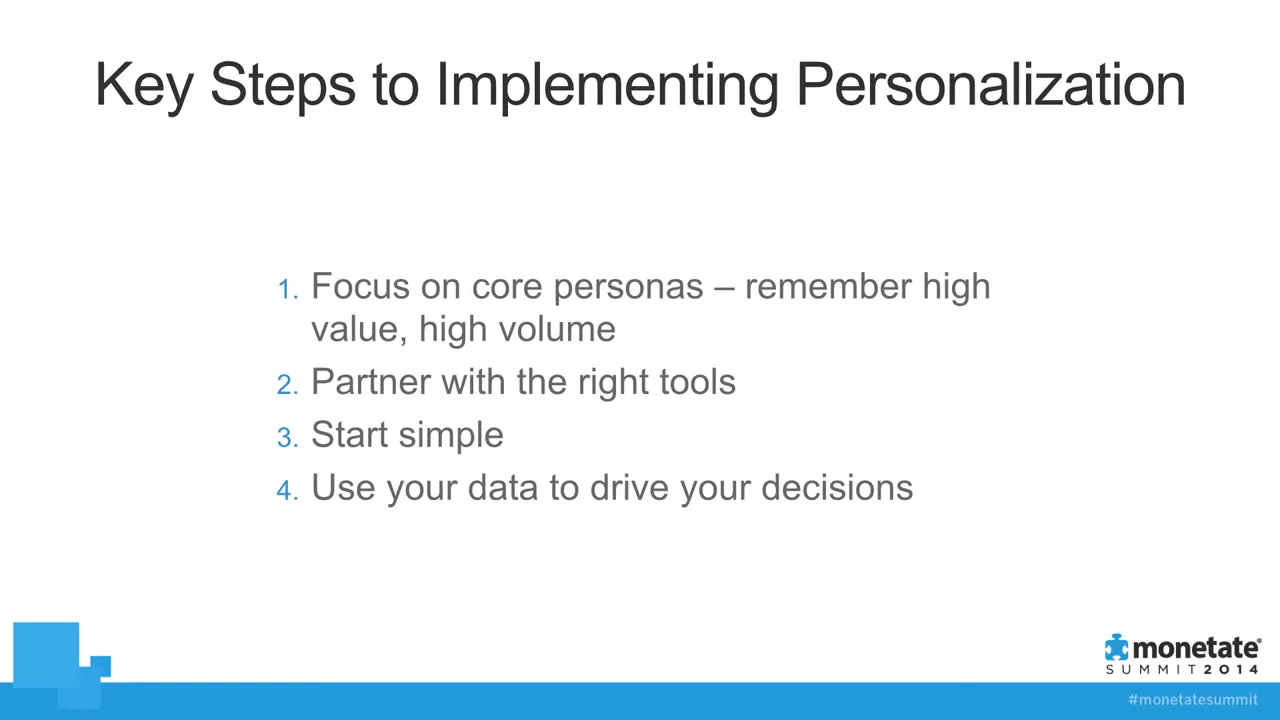 Key Steps to Implementing Personalization
1. Focus on core personas – remember high
value, high volume
2. Partner with the right tools
3. Start simple
4. Use your data to drive your decisions
monetate®
SUMMIT2014
#monetatesummit